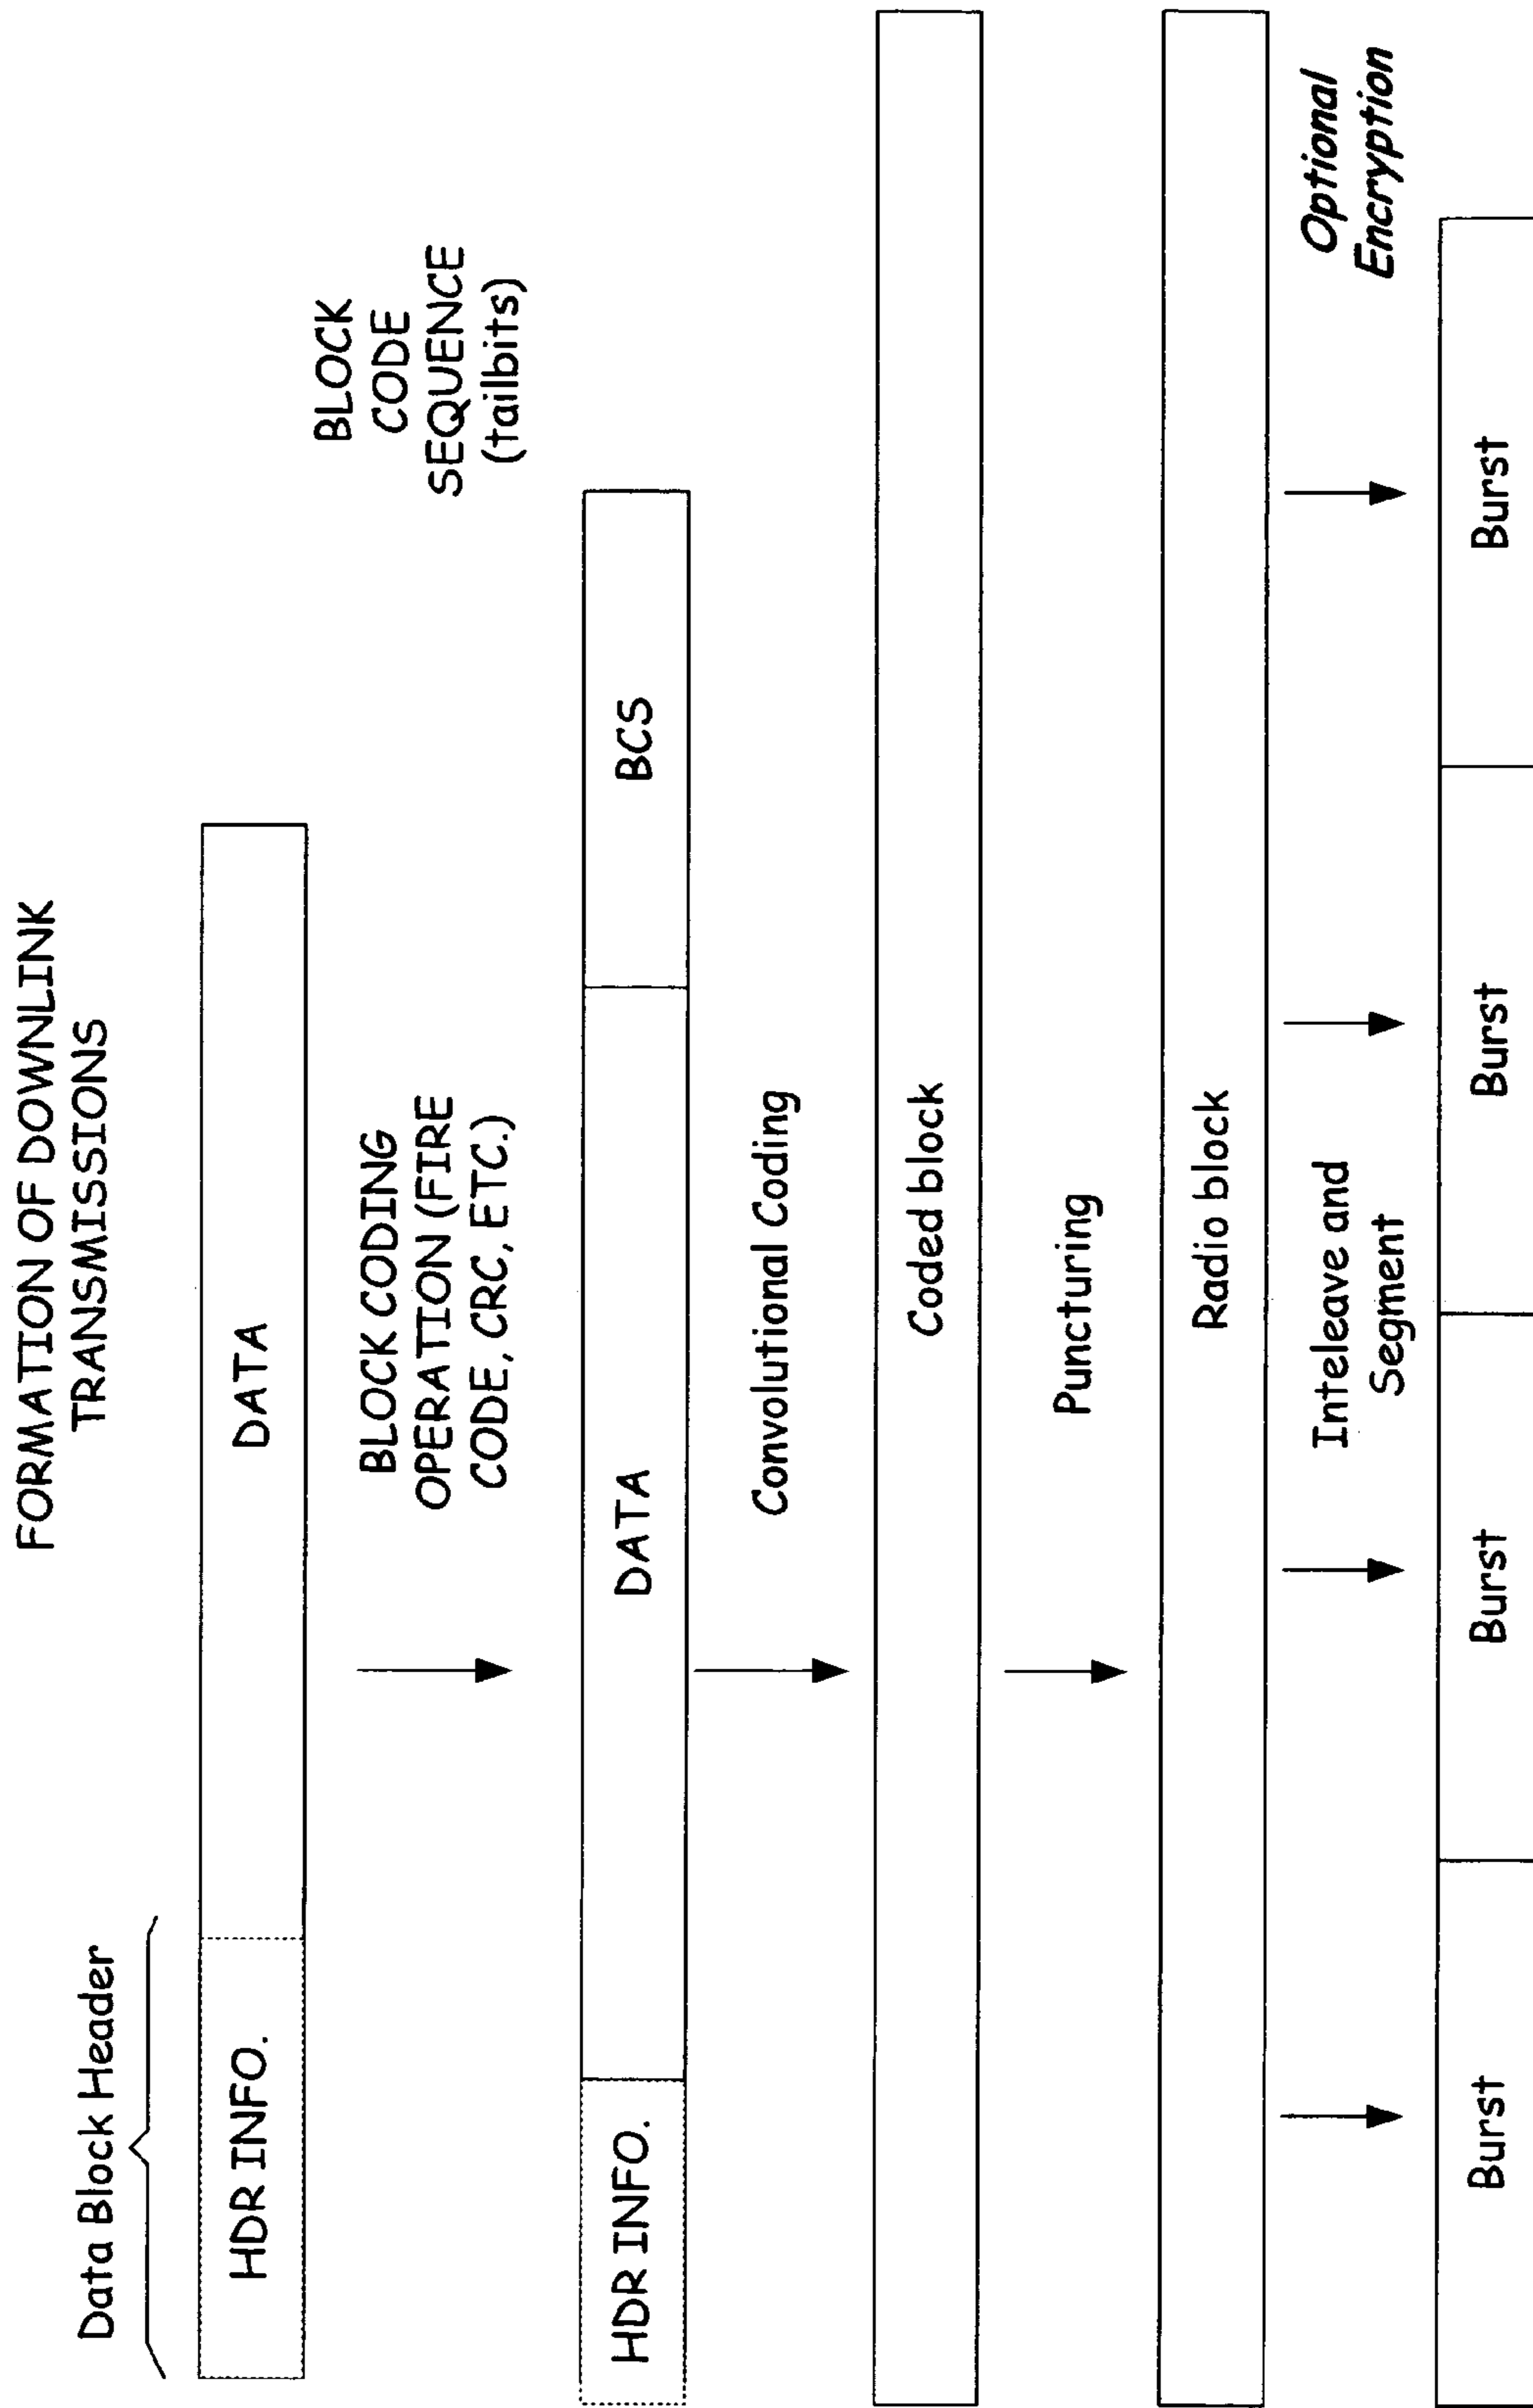 FORMATION OF DOWNLINK
TRANSMISSIONS
Data Block Header
HDR INFO.
DATA
BLOCK CODING
OPERATION (FIRE
CODE, CRC, ETC.)
BLOCK
CODE
SEQUENCE
(tailbits)
HDR INFO.
DATA
BCS
Convolutional Coding
Coded block
Puncturing
Radio block
Inteleave and
Segment
Optional
Encryption
Burst
Burst
Burst
Burst